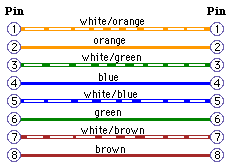 Pin Pin
1 white/orange 1
2 orange 2
3 white/green 3
4 blue 4
5 white/blue 5
6 green 6
7 white/brown 7
8 brown 8